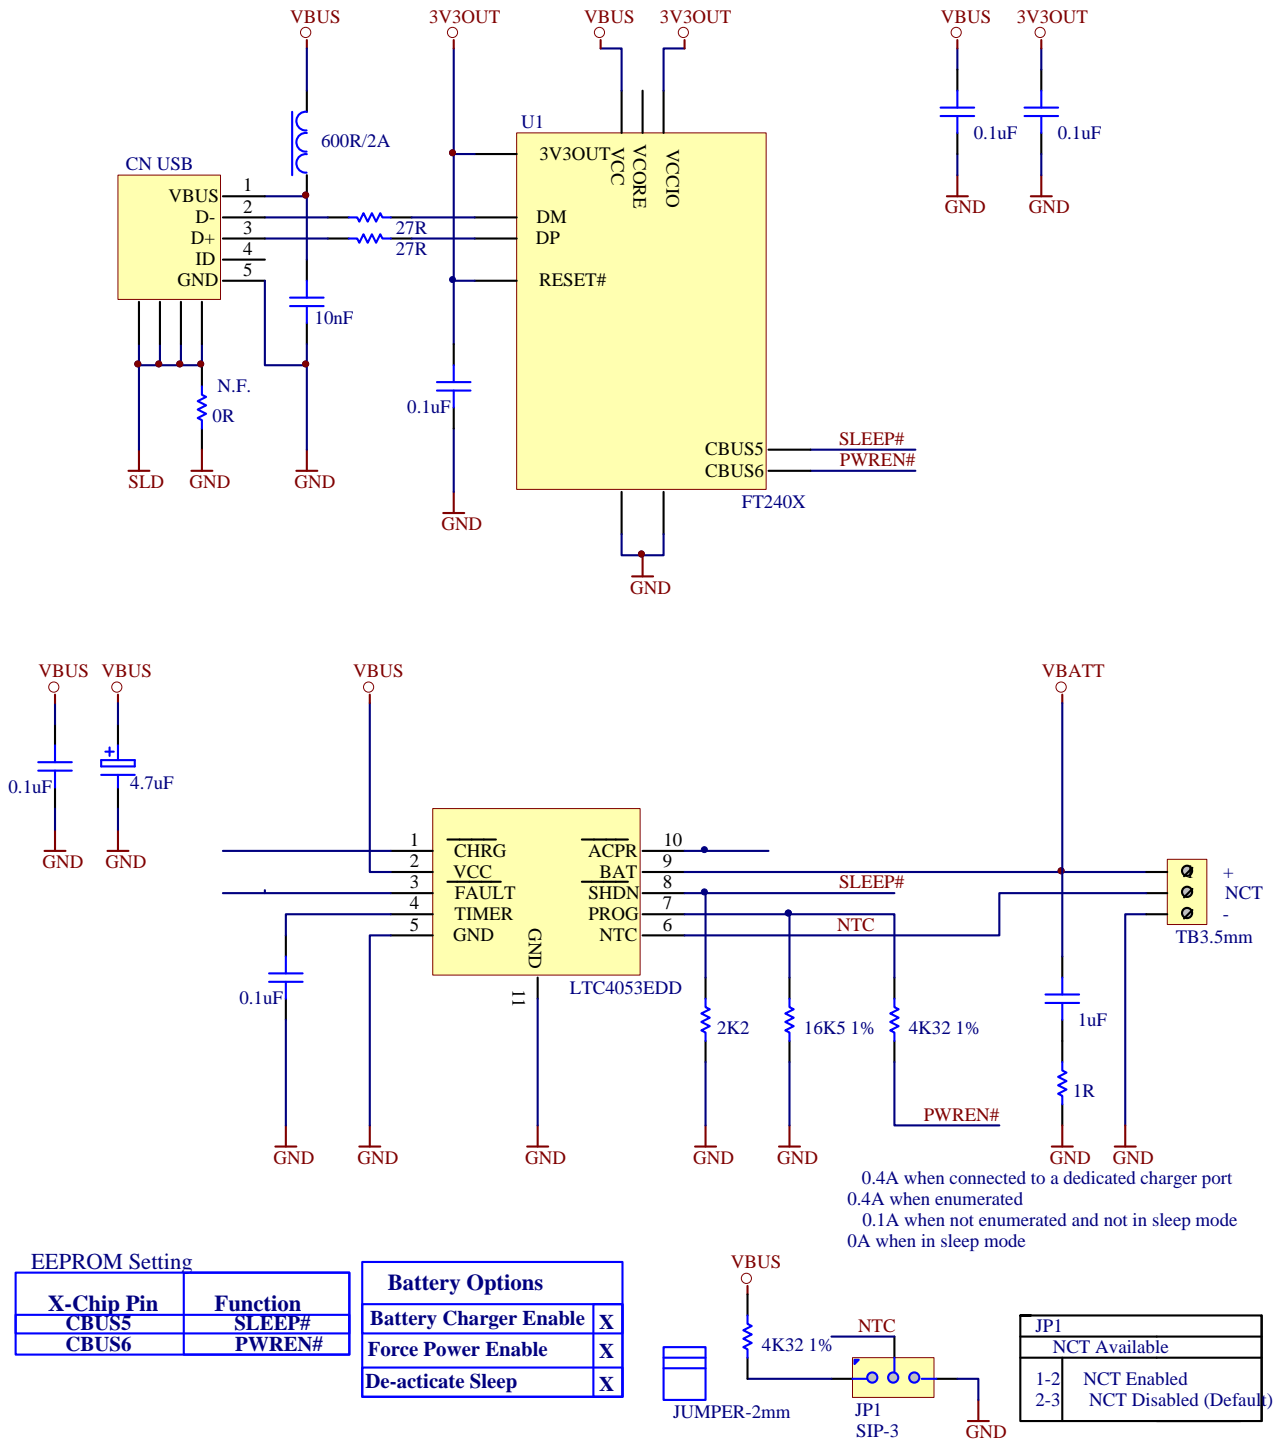 VBUS
3V3OUT
VBUS
3V3OUT
VBUS
3V3OUT
600R/2A
U1
0.1uF
0.1uF
GND
GND
CN USB
VBUS
D-
D+
ID
GND
1
2
3
4
5
27R
27R
10nF
N.F.
0R
SLD
GND
GND
0.1uF
GND
3V3OUT
VCC
VCORE
VCCIO
DM
DP
RESET#
CBUS5
CBUS6
SLEEP#
PWREN#
FT240X
GND
VBUS
VBUS
VBUS
VBATT
0.1uF
+
4.7uF
GND
GND
1
2
3
4
5
CHRG
VCC
FAULT
TIMER
GND
GND
11
ACPR
BAT
SHDN
PROG
NTC
10
9
8
7
6
LTC4053EDD
SLEEP#
NTC
+
NCT
-
TB3.5mm
0.1uF
2K2
16K5 1%
4K32 1%
1uF
1R
PWREN#
GND
GND
GND
GND
GND
GND
GND
0.4A when connected to a dedicated charger port
0.4A when enumerated
0.1A when not enumerated and not in sleep mode
0A when in sleep mode
EEPROM Setting
X-Chip Pin Function
CBUS5 SLEEP#
CBUS6 PWREN#
Battery Options
Battery Charger Enable X
Force Power Enable X
De-acticate Sleep X
VBUS
4K32 1%
NTC
JUMPER-2mm
JP1
SIP-3
GND
JP1
NCT Available
1-2 NCT Enabled
2-3 NCT Disabled (Default)